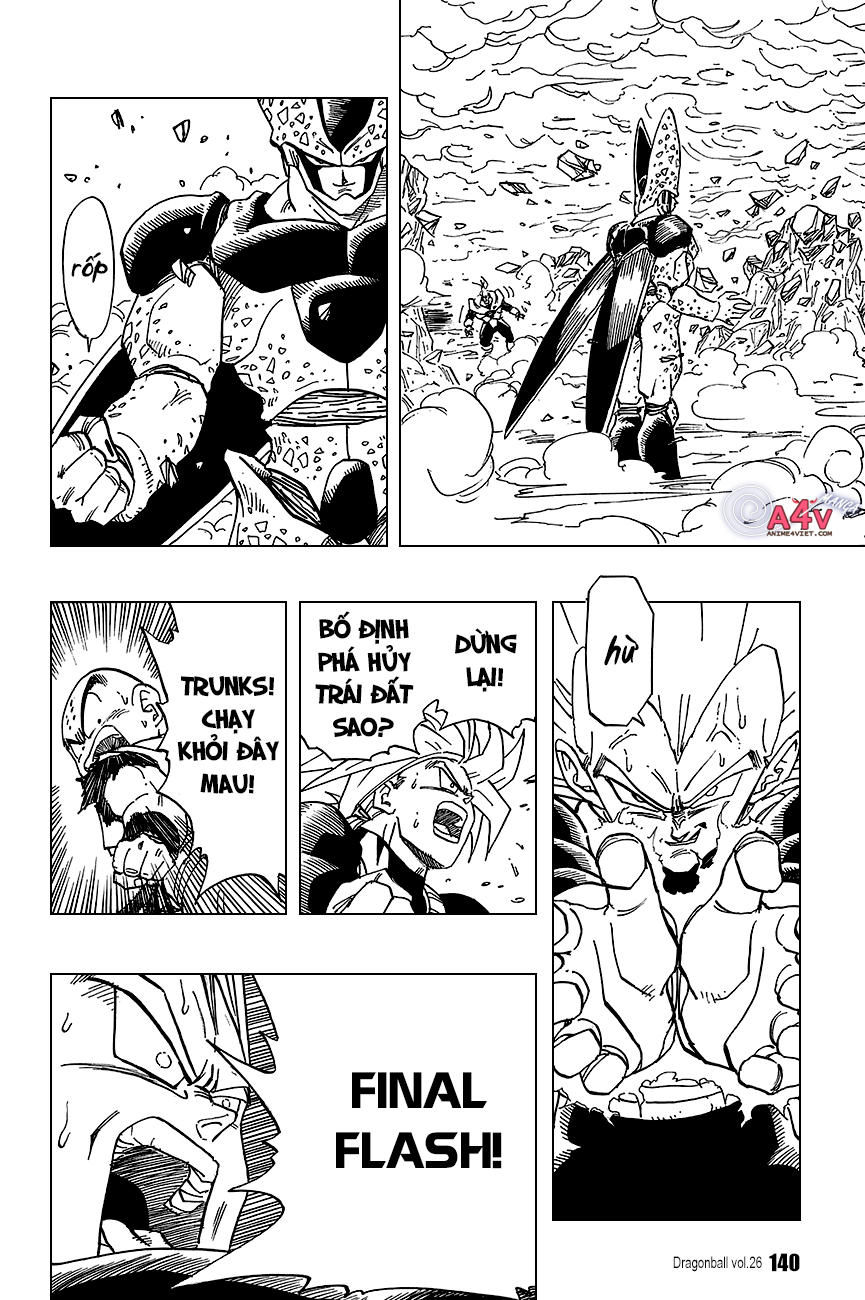 rốp
A4V
MANGA
ANIME4VIET.COM
hừ
DỪNG
LẠI!
BỐ ĐỊNH
PHÁ HỦY
TRÁI ĐẤT
SAO?
TRUNKS!
CHẠY
KHỎI ĐÂY
MAU!
FINAL
FLASH!
Dragonball vol.26 140